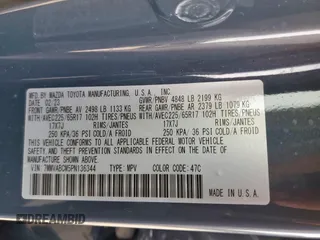 MFD. BY MAZDA TOYOTA MANUFACTURING, U.S.A., INC.
DATE: 02/23 GVWR/PNBV 4848 LB 2199 KG
GAWR FRONT/PNBE AV 2498 LB 1133 KG GAWR REAR/PNBE AR 2379 LB 1079 KG
WITH/AVEC225/65R17 102H TIRES/PNEUS WITH/AVEC225/65R17 102H TIRES/PNEUS
17X7J RIMS/JANTES 17X7J RIMS/JANTES
250 KPA/ 36 PSI COLD/A FROID 250 KPA/ 36 PSI COLD/A FROID
THIS VEHICLE CONFORMS TO ALL APPLICABLE FEDERAL MOTOR VEHICLE
SAFETY, BUMPER, AND THEFT PREVENTION STANDARDS IN EFFECT ON THE
DATE OF MANUFACTURE SHOWN ABOVE.
VIN: 7MMVABCM5PN136344 TYPE: MPV COLOR CODE: 47C
DREAMBID